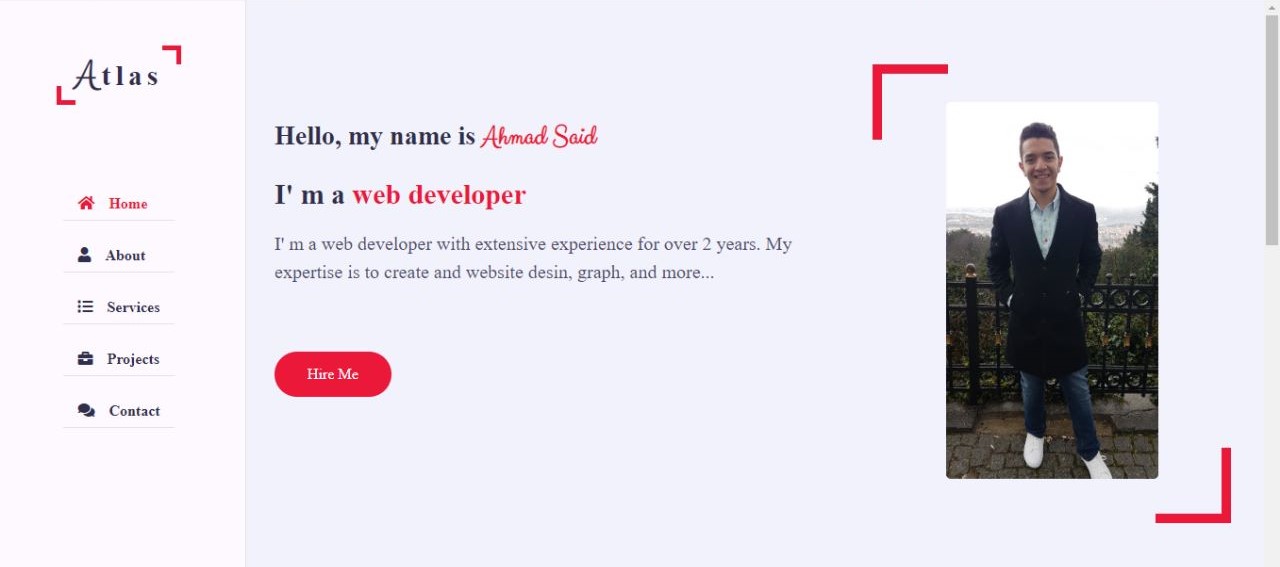 Atlas
Home
About
Services
Projects
Contact
Hello, my name is Ahmad Said
I' m a web developer
I' m a web developer with extensive experience for over 2 years. My
expertise is to create and website desin, graph, and more...
Hire Me